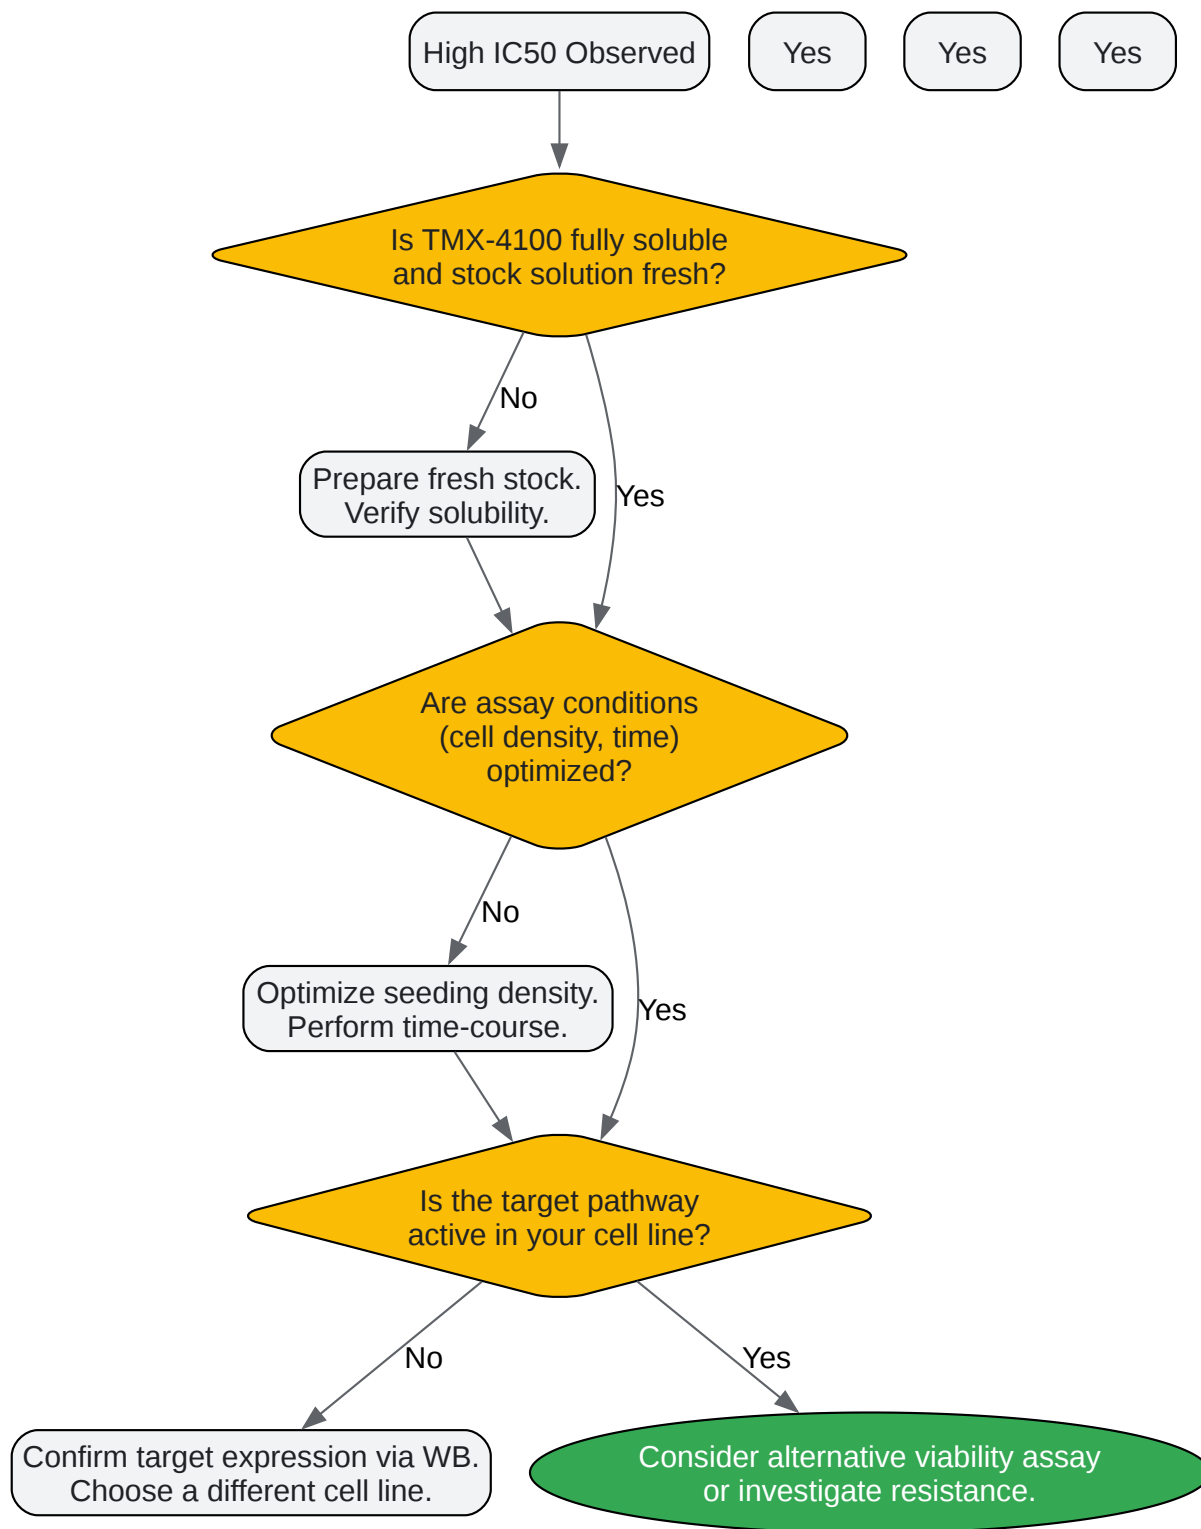 High IC50 Observed
Yes
Yes
Yes
Is TMX-4100 fully soluble
and stock solution fresh?
No
Prepare fresh stock.
Verify solubility.
Yes
Are assay conditions
(cell density, time)
optimized?
No
Optimize seeding density.
Perform time-course.
Yes
Is the target pathway
active in your cell line?
No
Yes
Confirm target expression via WB.
Choose a different cell line.
Consider alternative viability assay
or investigate resistance.